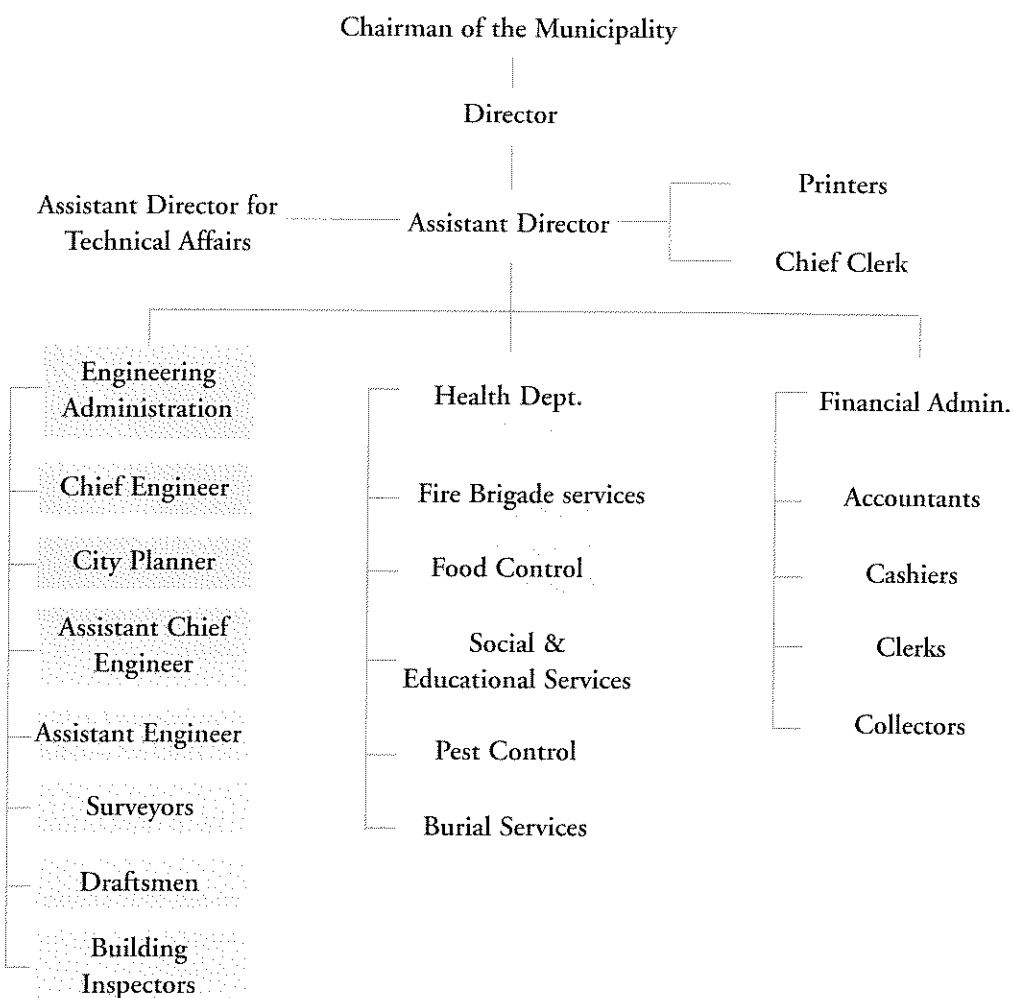 Chairman of the Municipality
Director
Assistant Director for
Technical Affairs
Assistant Director
Printers
Chief Clerk
Engineering
Administration
Chief Engineer
City Planner
Assistant Chief
Engineer
Assistant Engineer
Surveyors
Draftsmen
Building
Inspectors
Health Dept.
Fire Brigade services
Food Control
Social &
Educational Services
Pest Control
Burial Services
Financial Admin.
Accountants
Cashiers
Clerks
Collectors